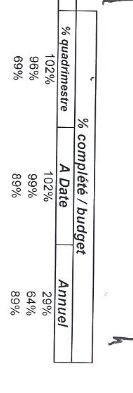 % complété / budget
% quadrimestre A Date Annuel
102% 102% 29%
96% 99% 64%
69% 89% 89%